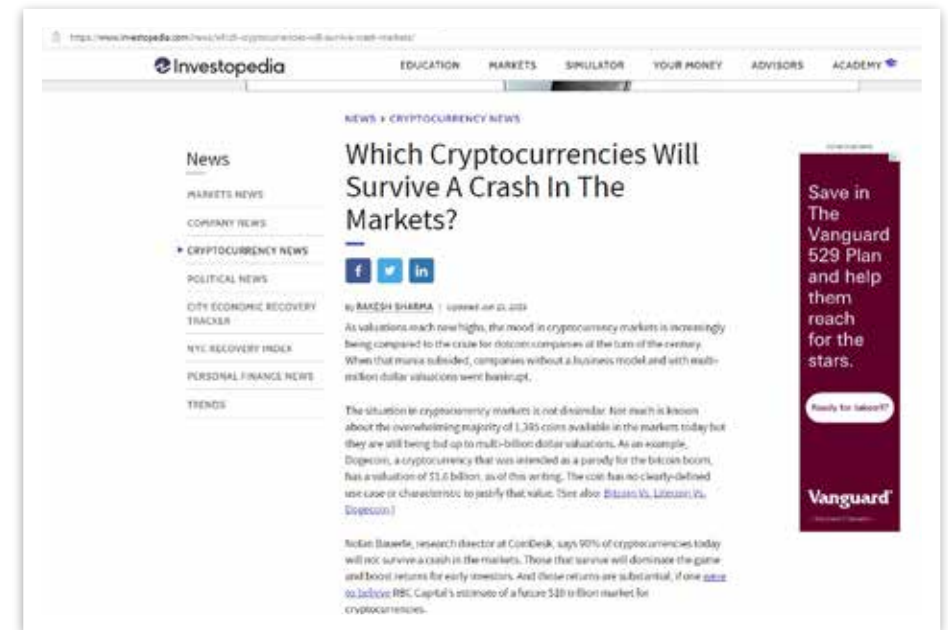 https://www.investopedia.com/news/which-cryptocurrencies-will-survive-crash-markets/
Investopedia
EDUCATION MARKETS SIMULATOR YOUR MONEY ADVISORS ACADEMY
NEWS CRYPTOCURRENCY NEWS
News
MARKETS NEWS
COMPANY NEWS
CRYPTOCURRENCY NEWS
POLITICAL NEWS
CITY ECONOMIC RECOVERY
TRACKER
NYC RECOVERY INDEX
PERSONAL FINANCE NEWS
TRENDS
Which Cryptocurrencies Will
Survive A Crash In The
Markets?
f in
By RAKESH SHARMA | Updated
As valuations reach new highs, the mood in cryptocurrency markets is increasingly
being compared to the craze for dotcom companies at the turn of the century.
When that mania subsided, companies without a business model and with multi-
million dollar valuations went bankrupt.
The situation in cryptocurrency markets is not dissimilar. Not much is known
about the overwhelming majority of 1,385 coins available in the markets today but
they are still being bid up to multi-billion dollar valuations. As an example,
Dogecoin, a cryptocurrency that was intended as a parody for the bitcoin boom,
has a valuation of $1.6 billion, as of this writing. The coin has no clearly-defined
use case or characteristic to justify that value. (See also: Bitcoin Vs. Litecoin Vs.
Dogecoin.)
Nolan Bauerle, research director at CoinDesk, says 90% of cryptocurrencies today
will not survive a crash in the markets. Those that survive will dominate the game
and boost returns for early investors. And those returns are substantial, if one were
to believe RBC Capital's estimate of a future $10 trillion market for
cryptocurrencies.
Save in
The
Vanguard
529 Plan
and help
them
reach
for the
stars.
Ready for takeoff?
Vanguard